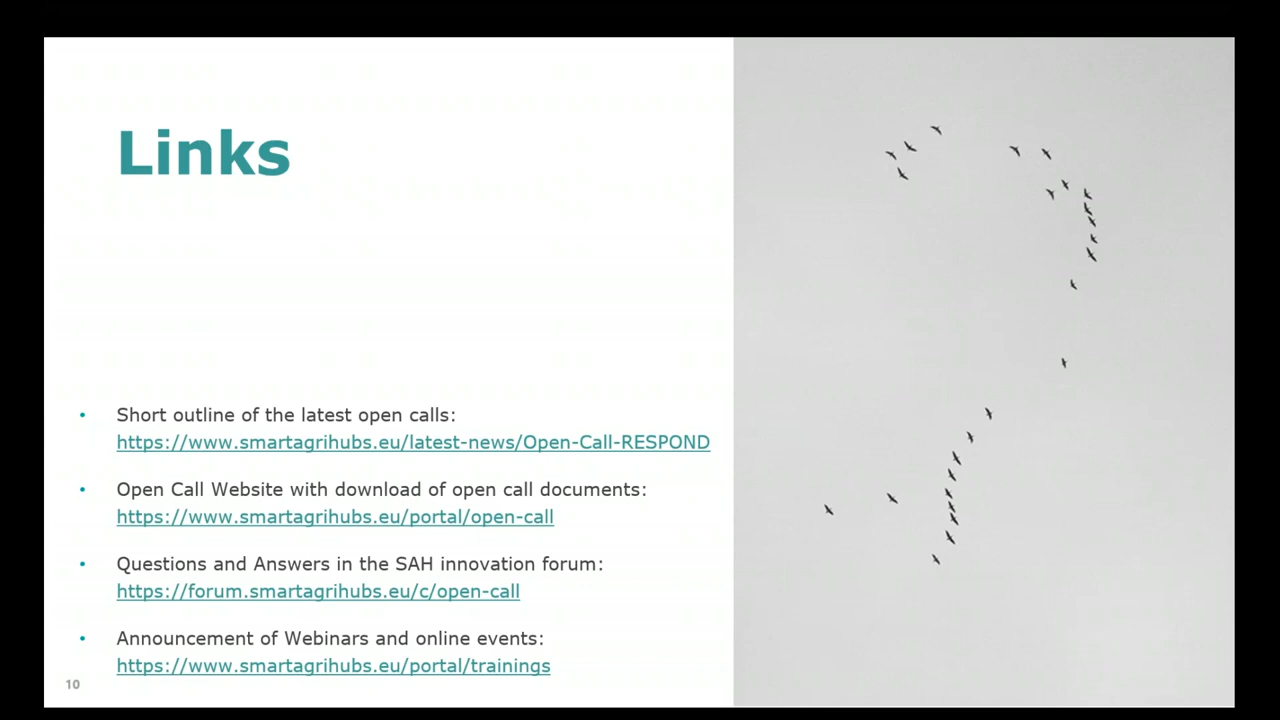 Links
• Short outline of the latest open calls:
https://www.smartagrihubs.eu/latest-news/Open-Call-RESPOND
• Open Call Website with download of open call documents:
https://www.smartagrihubs.eu/portal/open-call
• Questions and Answers in the SAH innovation forum:
https://forum.smartagrihubs.eu/c/open-call
• Announcement of Webinars and online events:
https://www.smartagrihubs.eu/portal/trainings
10